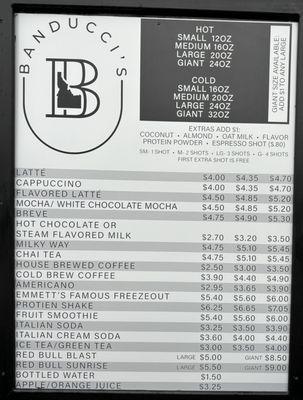 BANDUCCI'S
B
HOT
SMALL 12OZ
MEDIUM 16OZ
LARGE 20OZ
GIANT 24OZ
COLD
SMALL 16OZ
MEDIUM 20OZ
LARGE 24OZ
GIANT 32OZ
GIANT SIZE AVAILABLE,
ADD $1 TO ANY LARGE
EXTRAS ADD $1:
COCONUT • ALMOND • OAT MILK • FLAVOR
PROTEIN POWDER • ESPRESSO SHOT ($.80)
SM- 1 SHOT • M- 2 SHOTS • LG- 3 SHOTS • G- 4 SHOTS
FIRST EXTRA SHOT IS FREE
LATTE $4.00 $4.35 $4.70
CAPPUCCINO $4.00 $4.35 $4.70
FLAVORED LATTE $4.50 $4.85 $5.20
MOCHA/ WHITE CHOCOLATE MOCHA $4.50 $4.85 $5.20
BREVE $4.75 $4.90 $5.30
HOT CHOCOLATE OR
STEAM FLAVORED MILK $2.70 $3.20 $3.50
MILKY WAY $4.75 $5.10 $5.45
CHAI TEA $4.75 $5.10 $5.45
HOUSE BREWED COFFEE $2.50 $3.00 $3.50
COLD BREW COFFEE $3.90 $4.40 $4.90
AMERICANO $2.95 $3.65 $3.90
EMMETT'S FAMOUS FREEZEOUT $5.40 $5.60 $6.00
PROTIEN SHAKE $6.25 $6.65 $7.05
FRUIT SMOOTHIE $5.40 $5.60 $6.00
ITALIAN SODA $3.25 $3.50 $3.90
ITALIAN CREAM SODA $3.60 $4.00 $4.40
ICE TEA/GREEN TEA $3.00 $3.50 $4.00
RED BULL BLAST LARGE $5.00 GIANT $8.50
RED BULL SUNRISE LARGE $5.50 GIANT $9.00
BOTTLED WATER $1.50
APPLE/ORANGE JUICE $3.25